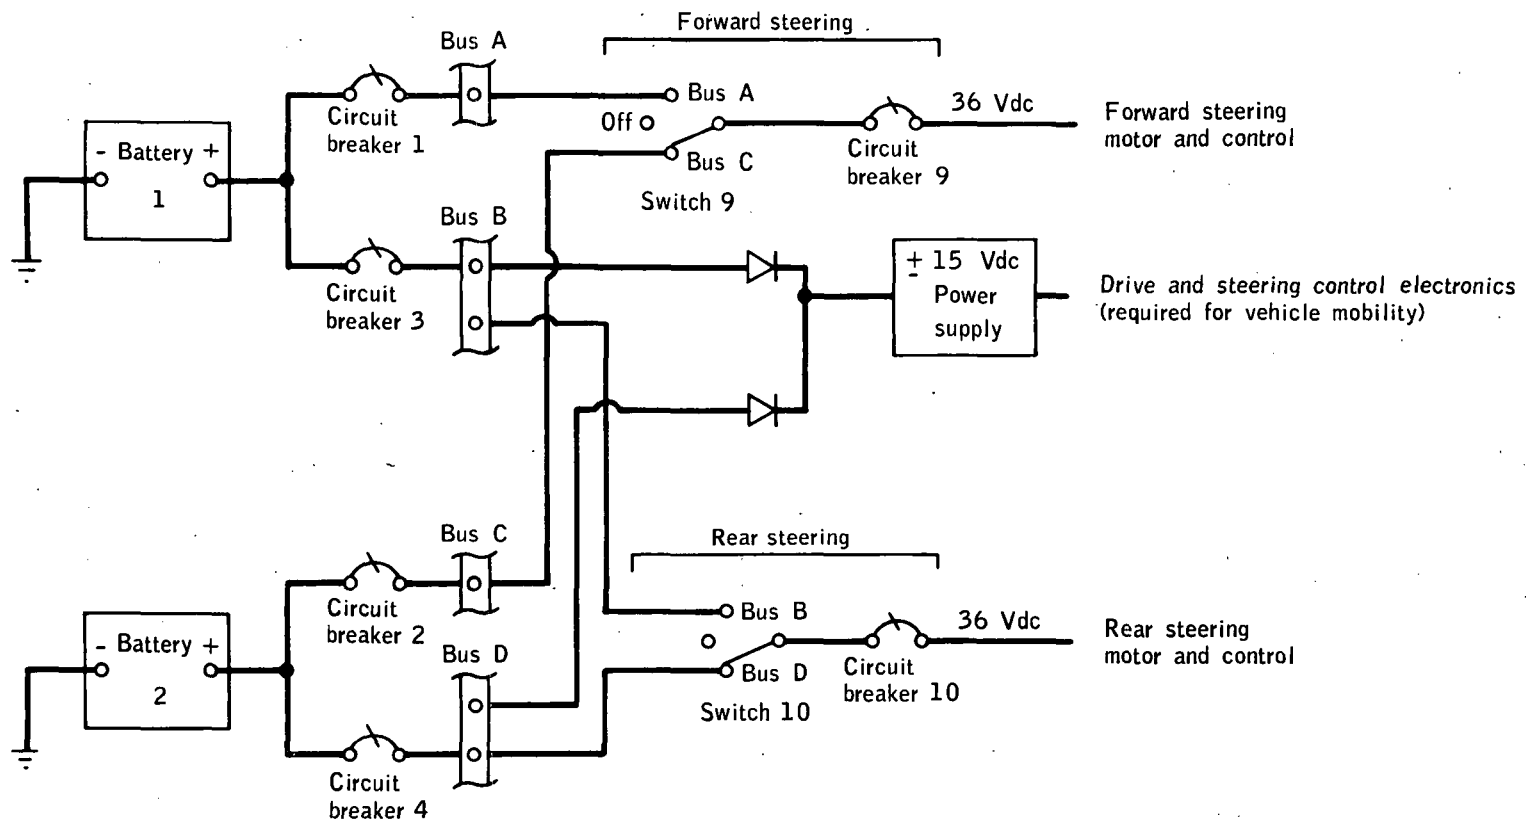 Forward steering
Bus A
Bus A
Circuit
breaker 1
Off
Bus C
Switch 9
Circuit
breaker 9
36 Vdc
Forward steering
motor and control
- Battery +
1
Bus B
Circuit
breaker 3
+ 15 Vdc
-
Power
supply
Drive and steering control electronics
(required for vehicle mobility)
Bus C
Circuit
breaker 2
Rear steering
Bus B
Bus D
Switch 10
Circuit
breaker 10
36 Vdc
Rear steering
motor and control
- Battery +
2
Bus D
Circuit
breaker 4